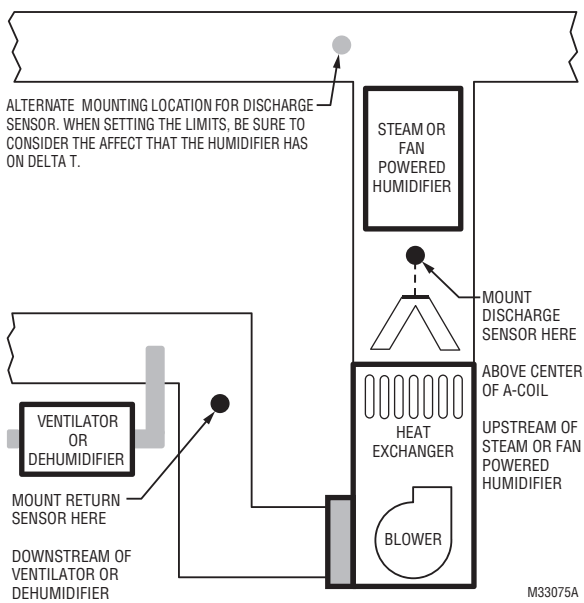 ALTERNATE MOUNTING LOCATION FOR DISCHARGE
SENSOR. WHEN SETTING THE LIMITS, BE SURE TO
CONSIDER THE AFFECT THAT THE HUMIDIFIER HAS
ON DELTA T.
STEAM OR
FAN
POWERED
HUMIDIFIER
MOUNT
DISCHARGE
SENSOR HERE
ABOVE CENTER
OF A-COIL
UPSTREAM OF
STEAM OR FAN
POWERED
HUMIDIFIER
HEAT
EXCHANGER
BLOWER
VENTILATOR
OR
DEHUMIDIFIER
MOUNT RETURN
SENSOR HERE
DOWNSTREAM OF
VENTILATOR OR
DEHUMIDIFIER
M33075A